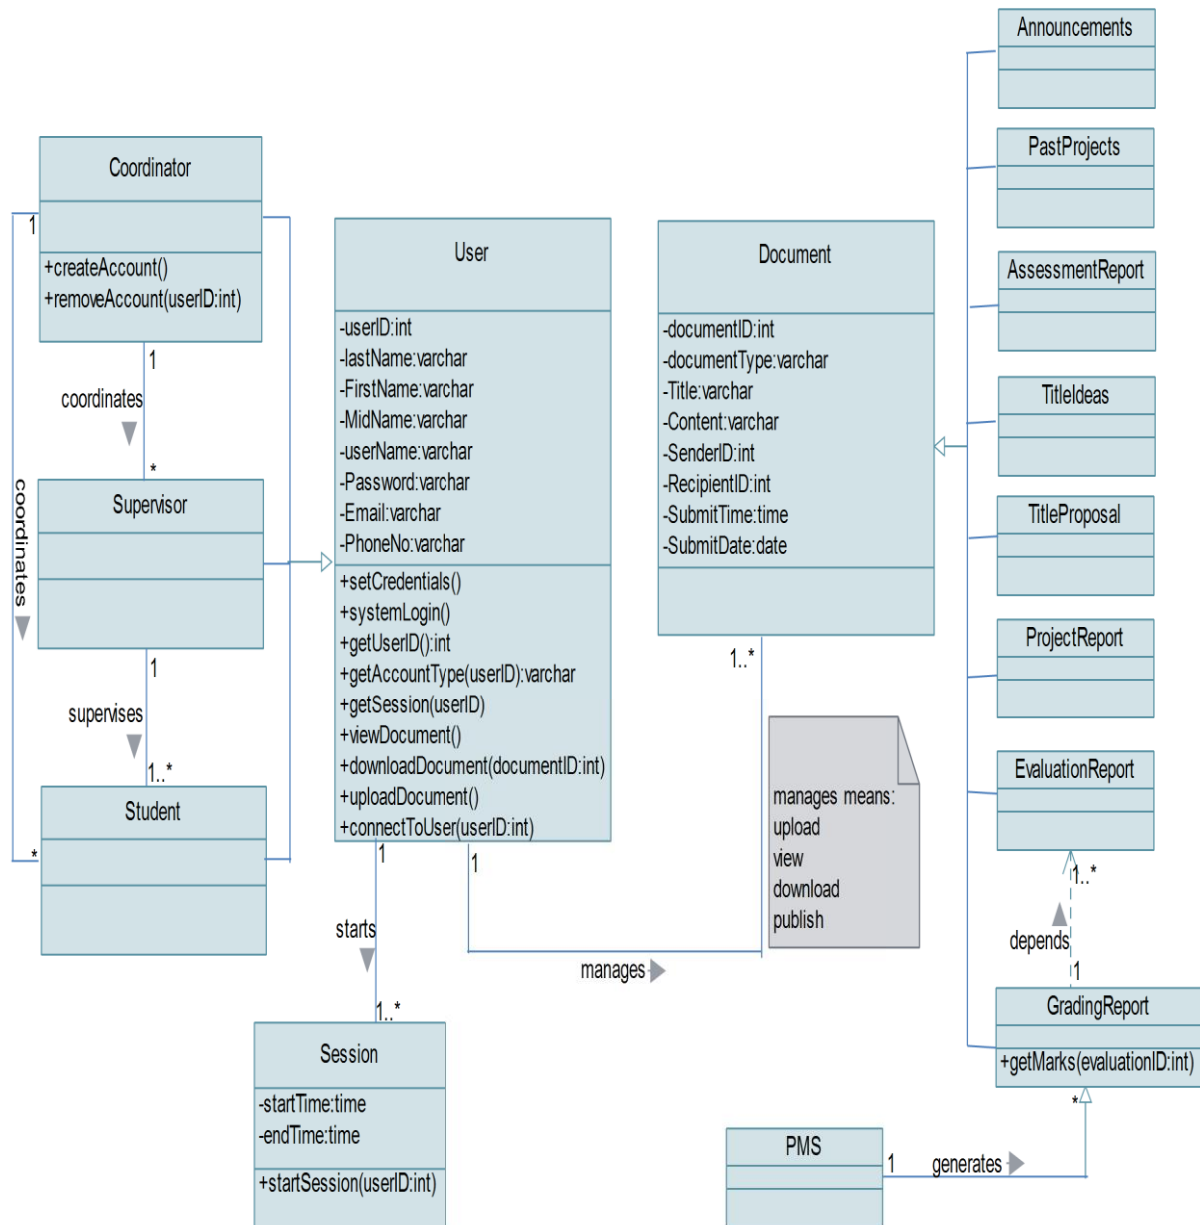 Announcements
PastProjects
AssessmentReport
TitleIdeas
TitleProposal
ProjectReport
EvaluationReport
1..*
depends
1
GradingReport
+getMarks(evaluationID:int)
*
Coordinator
+createAccount()
+removeAccount(userID:int)
1
1
coordinates
*
coordinates
Supervisor
1
supervises
1..*
Student
*
User
-userID:int
-lastName:varchar
-FirstName:varchar
-MidName:varchar
-userName:varchar
-Password:varchar
-Email:varchar
-PhoneNo:varchar
+setCredentials()
+systemLogin()
+getUserID():int
+getAccountType(userID):varchar
+getSession(userID)
+viewDocument()
+downloadDocument(documentID:int)
+uploadDocument()
+connectToUser(userID:int)
1
1
starts
1..*
manages
Session
-startTime:time
-endTime:time
+startSession(userID:int)
Document
-documentID:int
-documentType:varchar
-Title:varchar
-Content:varchar
-SenderID:int
-RecipientID:int
-SubmitTime:time
-SubmitDate:date
1..*
manages means:
upload
view
download
publish
PMS
1
generates